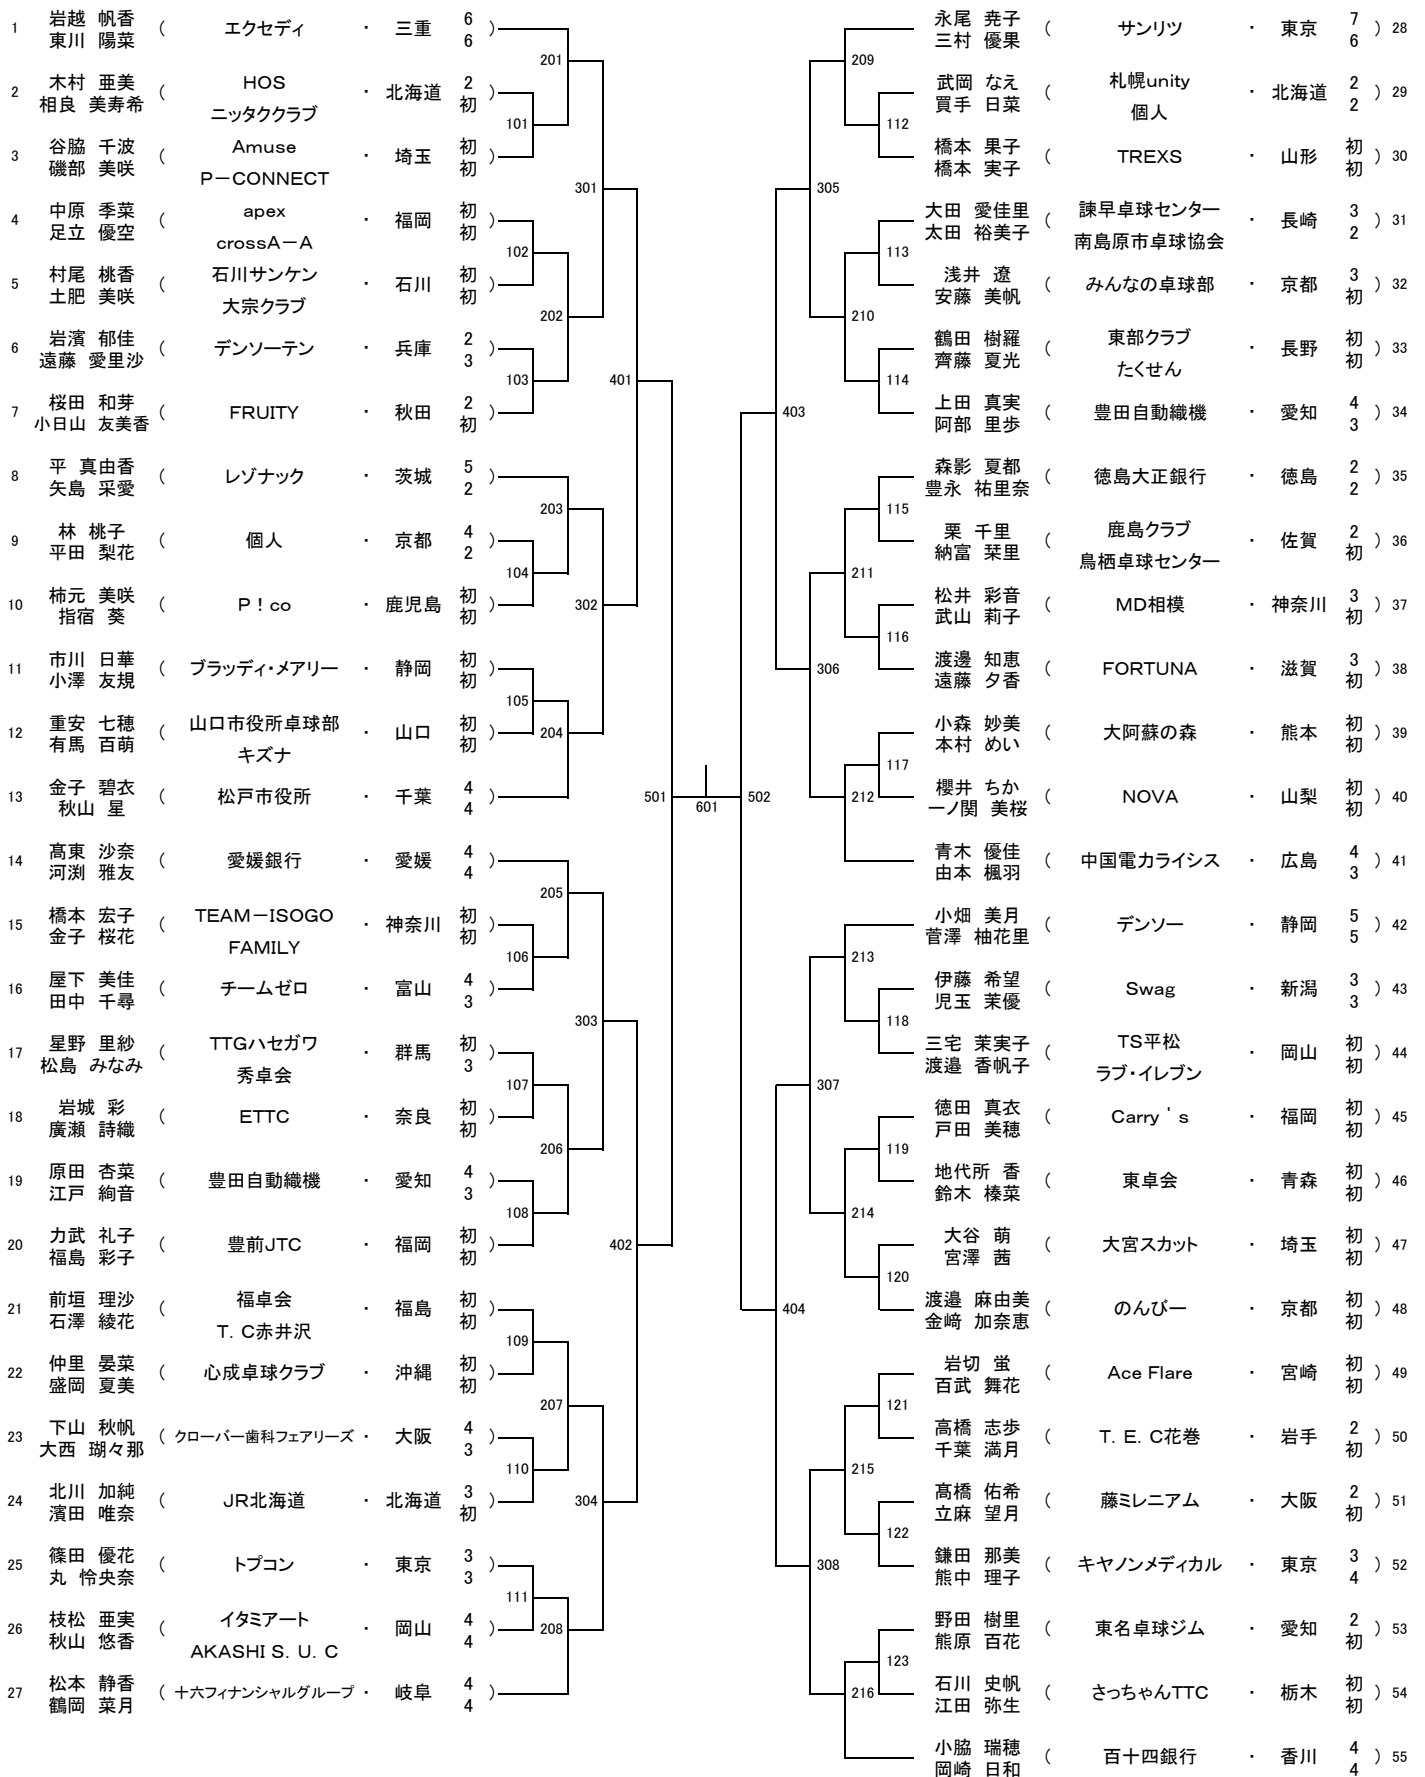 1 岩越 帆香 ( エクセディ ・ 三重 6 )
東川 陽菜 6
2 木村 亜美 ( HOS ・ 北海道 2 )
相良 美寿希 ニッタククラブ 初
3 谷脇 千波 ( Amuse ・ 埼玉 初 )
磯部 美咲 P－CONNECT 初
4 中原 季菜 ( apex ・ 福岡 初 )
足立 優空 crossA－A 初
5 村尾 桃香 ( 石川サンケン ・ 石川 初 )
土肥 美咲 大宗クラブ 初
6 岩濱 郁佳 ( デンソーテン ・ 兵庫 2 )
遠藤 愛里沙 3
7 桜田 和芽 ( FRUITY ・ 秋田 2 )
小日山 友美香 初
8 平 真由香 ( レゾナック ・ 茨城 5 )
矢島 采愛 2
9 林 桃子 ( 個人 ・ 京都 4 )
平田 梨花 2
10 柿元 美咲 ( P！co ・ 鹿児島 初 )
指宿 葵 初
11 市川 日華 ( ブラッディ・メアリー ・ 静岡 初 )
小澤 友規 初
12 重安 七穂 ( 山口市役所卓球部 ・ 山口 初 )
有馬 百萌 キズナ 初
13 金子 碧衣 ( 松戸市役所 ・ 千葉 4 )
秋山 星 4
14 髙東 沙奈 ( 愛媛銀行 ・ 愛媛 4 )
河渕 雅友 4
15 橋本 宏子 ( TEAM－ISOGO ・ 神奈川 初 )
金子 桜花 FAMILY 初
16 屋下 美佳 ( チームゼロ ・ 富山 4 )
田中 千尋 3
17 星野 里紗 ( TTGハセガワ ・ 群馬 初 )
松島 みなみ 秀卓会 3
18 岩城 彩 ( ETTC ・ 奈良 初 )
廣瀬 詩織 初
19 原田 杏菜 ( 豊田自動織機 ・ 愛知 4 )
江戸 絢音 3
20 力武 礼子 ( 豊前JTC ・ 福岡 初 )
福島 彩子 初
21 前垣 理沙 ( 福卓会 ・ 福島 初 )
石澤 綾花 T．C赤井沢 初
22 仲里 晏菜 ( 心成卓球クラブ ・ 沖縄 初 )
盛岡 夏美 初
23 下山 秋帆 ( クローバー歯科フェアリーズ ・ 大阪 4 )
大西 瑚々那 3
24 北川 加純 ( JR北海道 ・ 北海道 3 )
濱田 唯奈 初
25 篠田 優花 ( トプコン ・ 東京 3 )
丸 怜央奈 3
26 枝松 亜実 ( イタミアート ・ 岡山 4 )
秋山 悠香 AKASHI S．U．C 4
27 松本 静香 ( 十六フィナンシャルグループ ・ 岐阜 4 )
鶴岡 菜月 4
201
101
301
102
202
103
401
203
104
302
105
204
501
601
502
205
106
303
107
206
108
402
109
207
110
304
111
208
永尾 尭子 ( サンリツ ・ 東京 7 ) 28
三村 優果 6
武岡 なえ ( 札幌unity ・ 北海道 2 ) 29
買手 日菜 個人 2
橋本 果子 ( TREXS ・ 山形 初 ) 30
橋本 実子 初
大田 愛佳里 ( 諫早卓球センター ・ 長崎 3 ) 31
太田 裕美子 南島原市卓球協会 2
浅井 遼 ( みんなの卓球部 ・ 京都 3 ) 32
安藤 美帆 初
鶴田 樹羅 ( 東部クラブ ・ 長野 初 ) 33
齊藤 夏光 たくせん 初
上田 真実 ( 豊田自動織機 ・ 愛知 4 ) 34
阿部 里歩 3
森影 夏都 ( 徳島大正銀行 ・ 徳島 2 ) 35
豊永 祐里奈 2
栗 千里 ( 鹿島クラブ ・ 佐賀 2 ) 36
納富 栞里 鳥栖卓球センター 初
松井 彩音 ( MD相模 ・ 神奈川 3 ) 37
武山 莉子 初
渡邊 知恵 ( FORTUNA ・ 滋賀 3 ) 38
遠藤 夕香 初
小森 妙美 ( 大阿蘇の森 ・ 熊本 初 ) 39
本村 めい 初
櫻井 ちか ( NOVA ・ 山梨 初 ) 40
一ノ関 美桜 初
青木 優佳 ( 中国電力ライシス ・ 広島 4 ) 41
由本 楓羽 3
小畑 美月 ( デンソー ・ 静岡 5 ) 42
菅澤 柚花里 5
伊藤 希望 ( Swag ・ 新潟 3 ) 43
児玉 茉優 3
三宅 茉実子 ( TS平松 ・ 岡山 初 ) 44
渡邉 香帆子 ラブ・イレブン 初
徳田 真衣 ( Carry＇s ・ 福岡 初 ) 45
戸田 美穂 初
地代所 香 ( 東卓会 ・ 青森 初 ) 46
鈴木 榛菜 初
大谷 萌 ( 大宮スカット ・ 埼玉 初 ) 47
宮澤 茜 初
渡邉 麻由美 ( のんびー ・ 京都 初 ) 48
金﨑 加奈恵 初
岩切 蛍 ( Ace Flare ・ 宮崎 初 ) 49
百武 舞花 初
高橋 志歩 ( T．E．C花巻 ・ 岩手 2 ) 50
千葉 満月 初
髙橋 佑希 ( 藤ミレニアム ・ 大阪 2 ) 51
立麻 望月 初
鎌田 那美 ( キヤノンメディカル ・ 東京 3 ) 52
熊中 理子 4
野田 樹里 ( 東名卓球ジム ・ 愛知 2 ) 53
熊原 百花 初
石川 史帆 ( さっちゃんTTC ・ 栃木 初 ) 54
江田 弥生 初
小脇 瑞穂 ( 百十四銀行 ・ 香川 4 ) 55
岡崎 日和 4
209
112
305
113
210
114
403
115
211
116
306
117
212
213
118
307
119
214
120
404
121
215
122
308
123
216